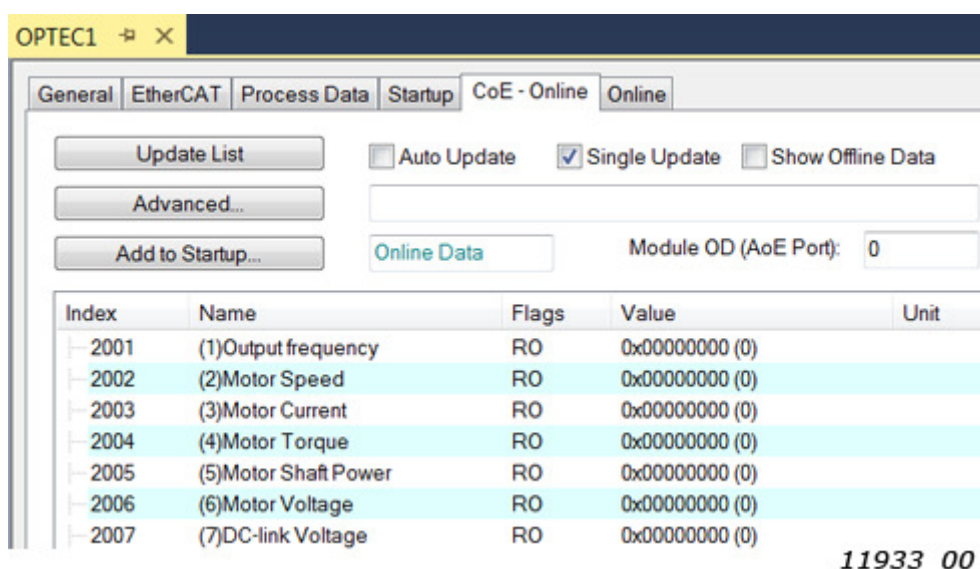 OPTEC1
General EtherCAT Process Data Startup CoE - Online Online
Update List Auto Update Single Update Show Offline Data
Advanced...
Add to Startup... Online Data Module OD (AoE Port): 0
Index Name Flags Value Unit
2001 (1)Output frequency RO 0x00000000 (0)
2002 (2)Motor Speed RO 0x00000000 (0)
2003 (3)Motor Current RO 0x00000000 (0)
2004 (4)Motor Torque RO 0x00000000 (0)
2005 (5)Motor Shaft Power RO 0x00000000 (0)
2006 (6)Motor Voltage RO 0x00000000 (0)
2007 (7)DC-link Voltage RO 0x00000000 (0)
11933_00